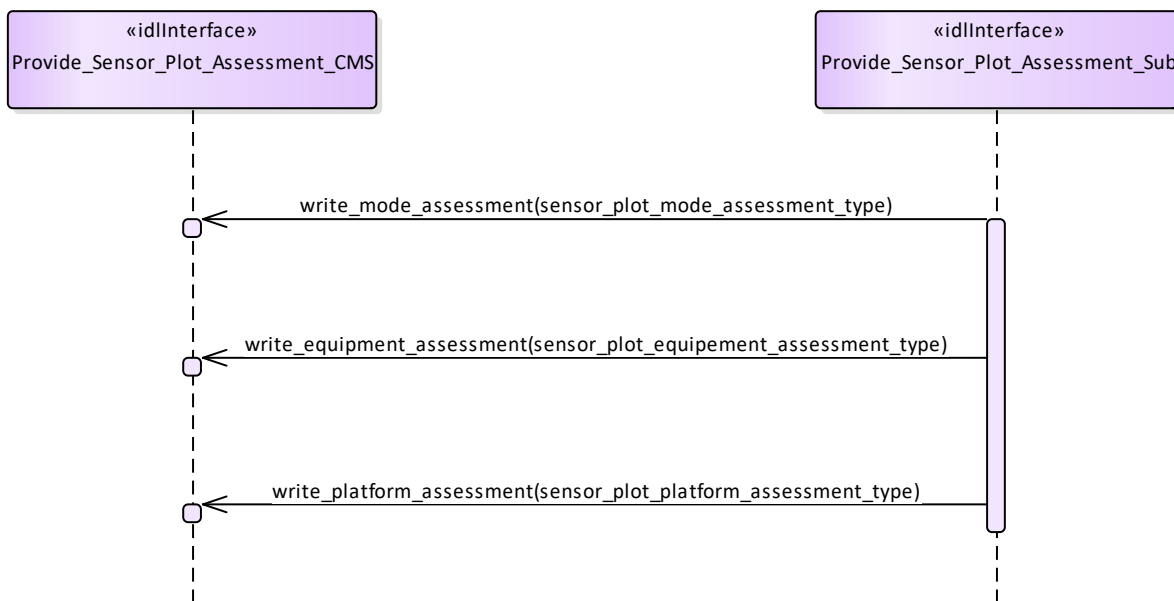 «idlInterface»
Provide_Sensor_Plot_Assessment_CMS
«idlInterface»
Provide_Sensor_Plot_Assessment_Sub
write_mode_assessment(sensor_plot_mode_assessment_type)
write_equipment_assessment(sensor_plot_equipement_assessment_type)
write_platform_assessment(sensor_plot_platform_assessment_type)